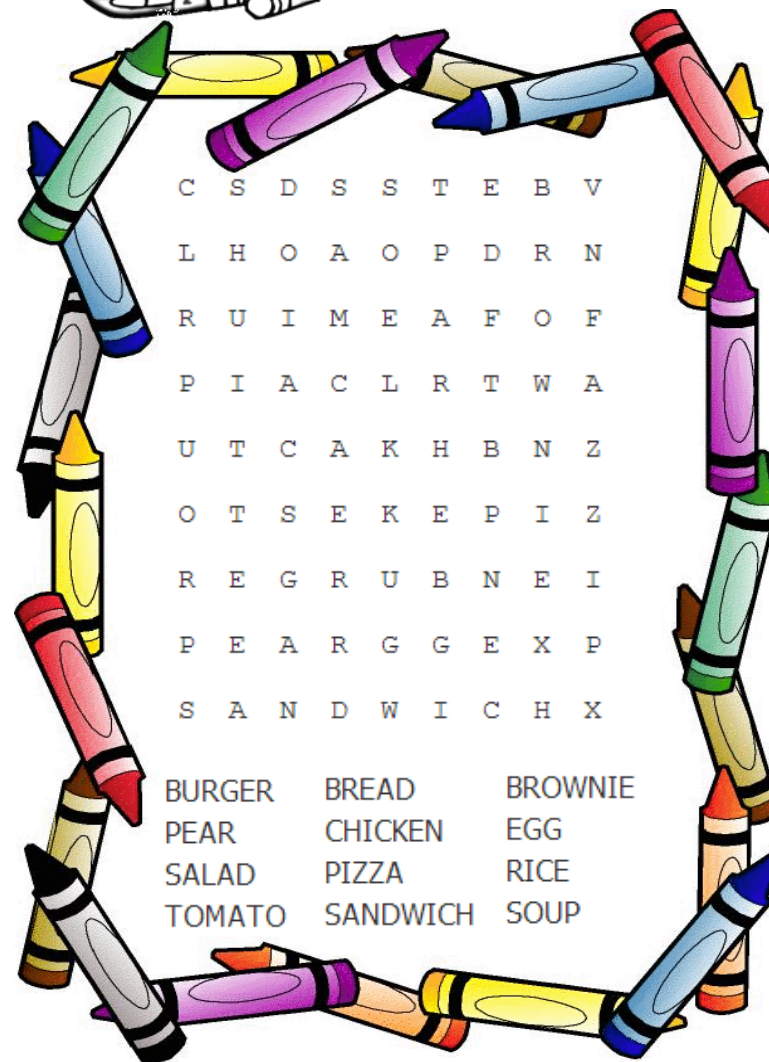 C S D S S T E B V
L H O A O P D R N
R U I M E A F O F
P I A C L R T W A
U T C A K H B N Z
O T S E K E P I Z
R E G R U B N E I
P E A R G G E X P
S A N D W I C H X
BURGER BREAD BROWNIE
PEAR CHICKEN EGG
SALAD PIZZA RICE
TOMATO SANDWICH SOUP